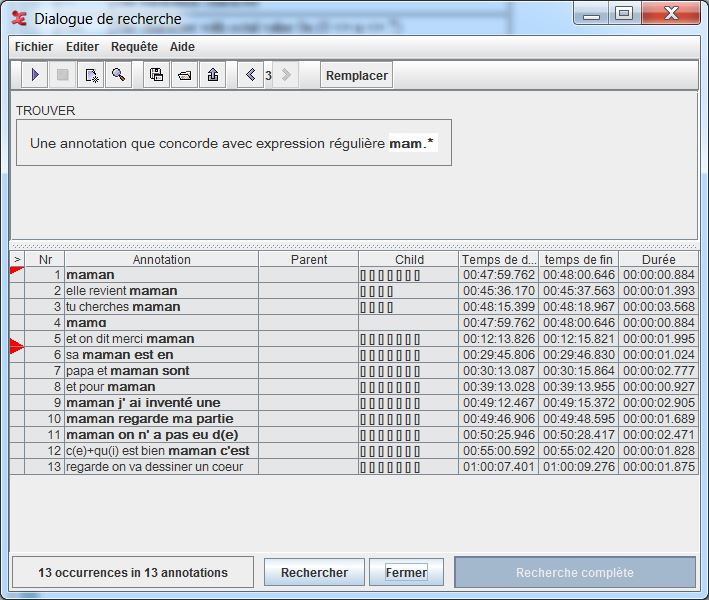 Dialogue de recherche
Fichier Editer Requête Aide
3 Remplacer
TROUVER
Une annotation que concorde avec expression régulière mam.*
> Nr Annotation Parent Child Temps de d... temps de fin Durée
1 maman 00:47:59.762 00:48:00.646 00:00:00.884
2 elle revient maman 00:45:36.170 00:45:37.563 00:00:01.393
3 tu cherches maman 00:48:15.399 00:48:18.967 00:00:03.568
4 mamɑ 00:47:59.762 00:48:00.646 00:00:00.884
5 et on dit merci maman 00:12:13.826 00:12:15.821 00:00:01.995
6 sa maman est en 00:29:45.806 00:29:46.830 00:00:01.024
7 papa et maman sont 00:30:13.087 00:30:15.864 00:00:02.777
8 et pour maman 00:39:13.028 00:39:13.955 00:00:00.927
9 maman j' ai inventé une 00:49:12.467 00:49:15.372 00:00:02.905
10 maman regarde ma partie 00:49:46.906 00:49:48.595 00:00:01.689
11 maman on n' a pas eu d(e) 00:50:25.946 00:50:28.417 00:00:02.471
12 c(e)+qu(i) est bien maman c'est 00:55:00.592 00:55:02.420 00:00:01.828
13 regarde on va dessiner un coeur 01:00:07.401 01:00:09.276 00:00:01.875
13 occurrences in 13 annotations Rechercher Fermer Recherche complète